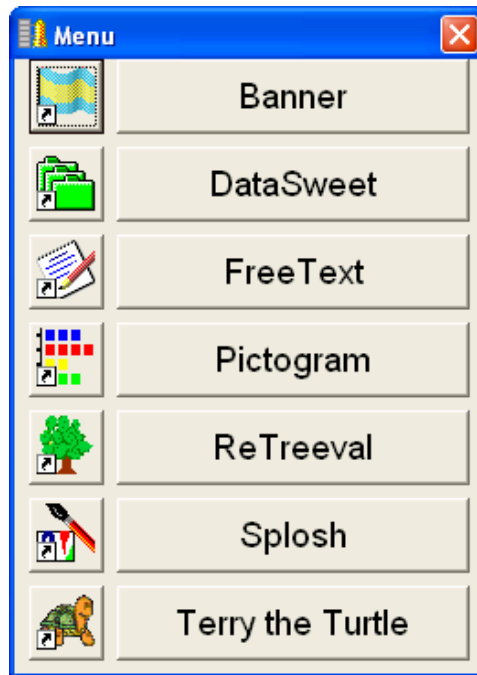 Menu
Banner
DataSweet
FreeText
Pictogram
ReTreeval
Splosh
Terry the Turtle